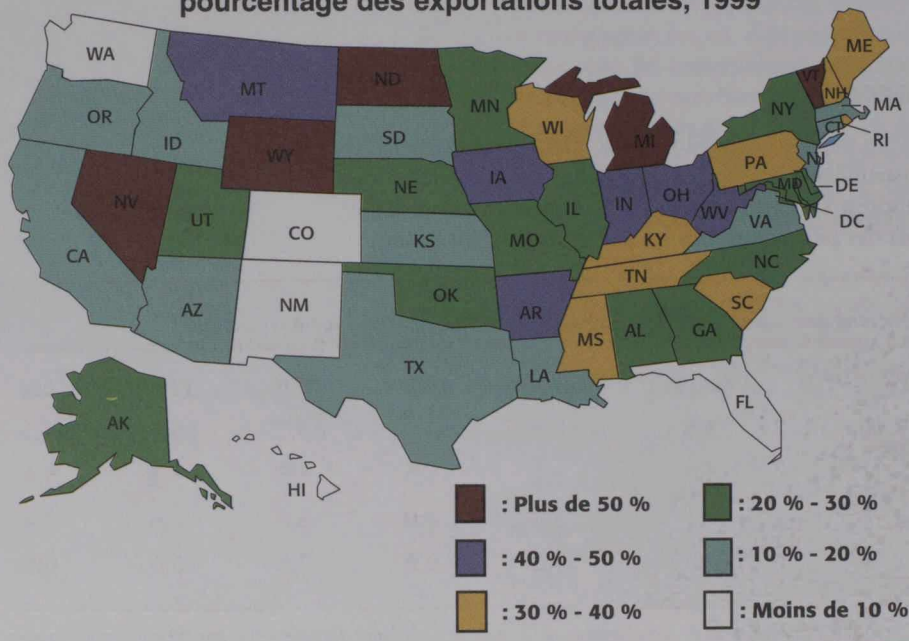 pourcentage des exportations totales, 1999
WA
MT
ND
MN
ME
VT
NH
OR
ID
WY
SD
WI
MI
NY
MA
CT
RI
NV
UT
NE
IA
PA
NJ
DE
MD
DC
CA
CO
KS
MO
IL
IN
OH
WV
VA
KY
AZ
NM
OK
AR
TN
NC
SC
TX
LA
MS
AL
GA
AK
FL
HI
: Plus de 50 %
: 20 % - 30 %
: 40 % - 50 %
: 10 % - 20 %
: 30 % - 40 %
: Moins de 10 %